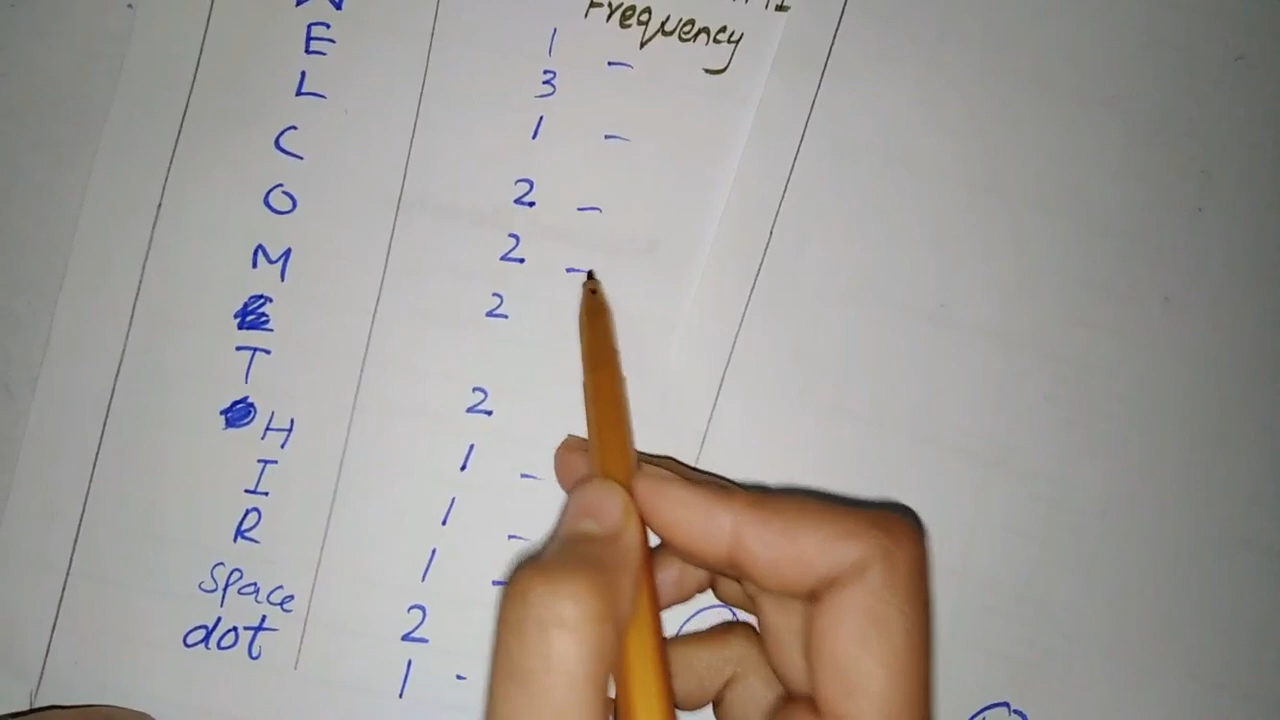 Frequency
W 1 -
E 3
L 1 -
C 2 -
O 2 -
M 2
T 2
H 1 -
I 1 -
R 1 -
space 2
dot 1 -